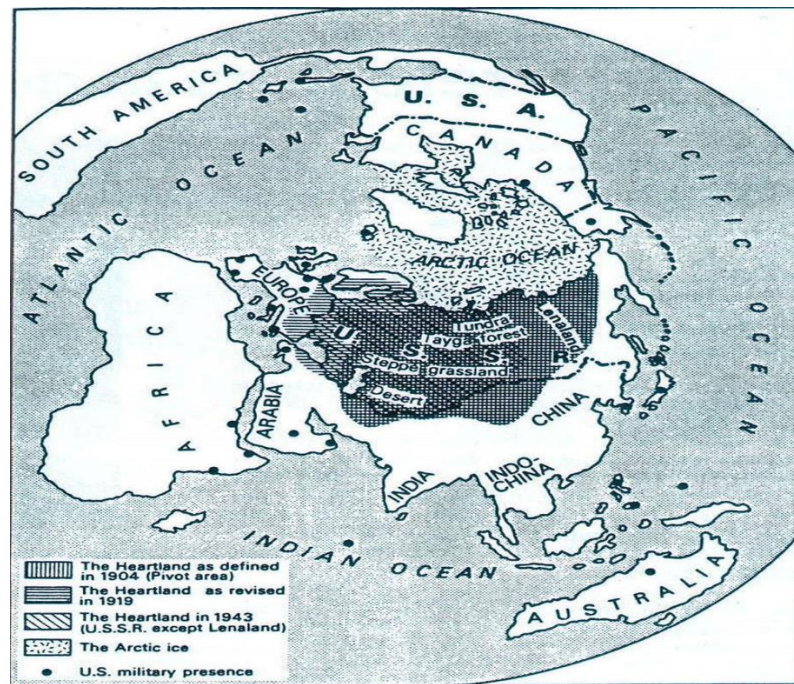 SOUTH AMERICA
U. S. A.
CANADA
PACIFIC OCEAN
ATLANTIC OCEAN
ARCTIC OCEAN
EUROPE
Tundra
Lenaland
Tayga forest
U. S. S. R.
Steppe grassland
Desert
AFRICA
ARABIA
CHINA
INDIA
INDO-
CHINA
INDIAN OCEAN
AUSTRALIA
The Heartland as defined
in 1904 (Pivot area)
The Heartland as revised
in 1919
The Heartland in 1943
(U.S.S.R. except Lenaland)
The Arctic ice
U.S. military presence